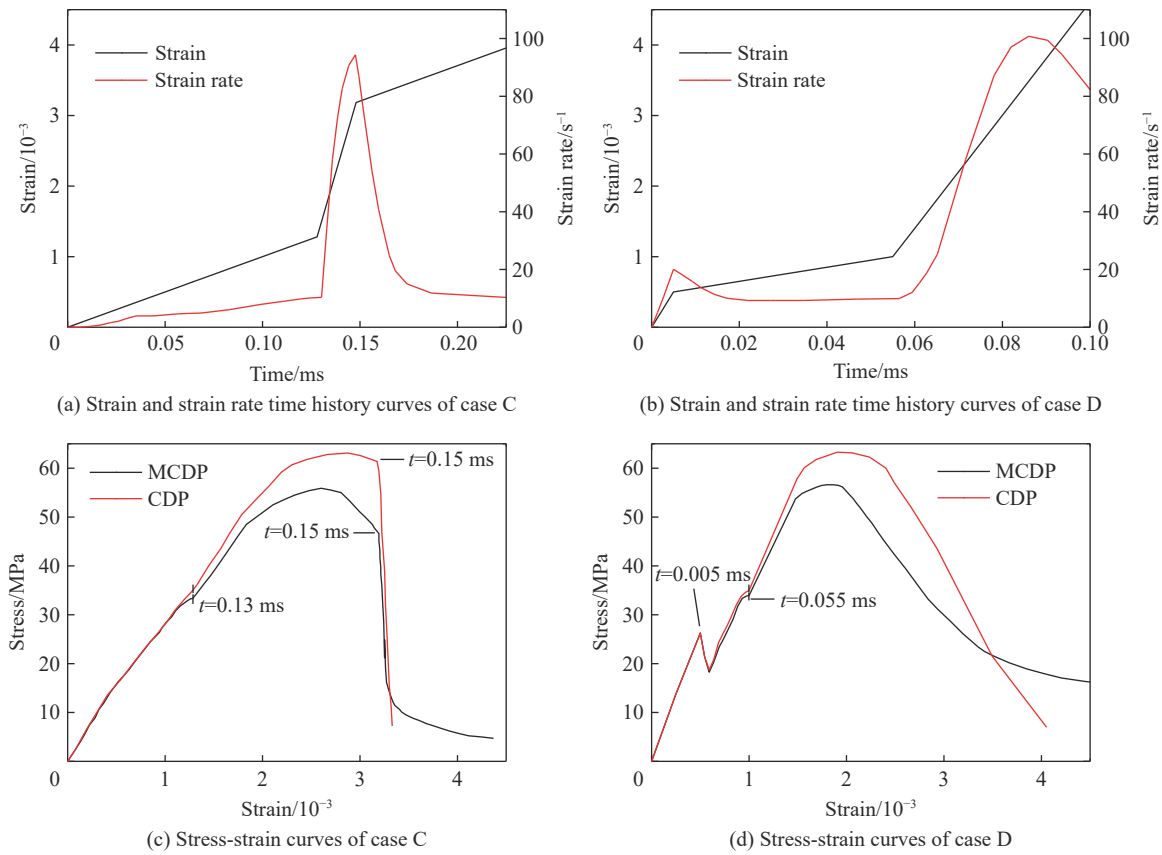 4
3
2
1
0
Strain/10⁻³
Strain
Strain rate
100
80
60
40
20
0
Strain rate/s⁻¹
0.05
0.10
0.15
0.20
Time/ms
(a) Strain and strain rate time history curves of case C
4
3
2
1
0
Strain/10⁻³
Strain
Strain rate
100
80
60
40
20
0
Strain rate/s⁻¹
0.02
0.04
0.06
0.08
0.10
Time/ms
(b) Strain and strain rate time history curves of case D
60
50
40
30
20
10
0
Stress/MPa
MCDP
CDP
t=0.15 ms
t=0.15 ms
t=0.13 ms
1
2
3
4
Strain/10⁻³
(c) Stress-strain curves of case C
60
50
40
30
20
10
0
Stress/MPa
MCDP
CDP
t=0.005 ms
t=0.055 ms
1
2
3
4
Strain/10⁻³
(d) Stress-strain curves of case D